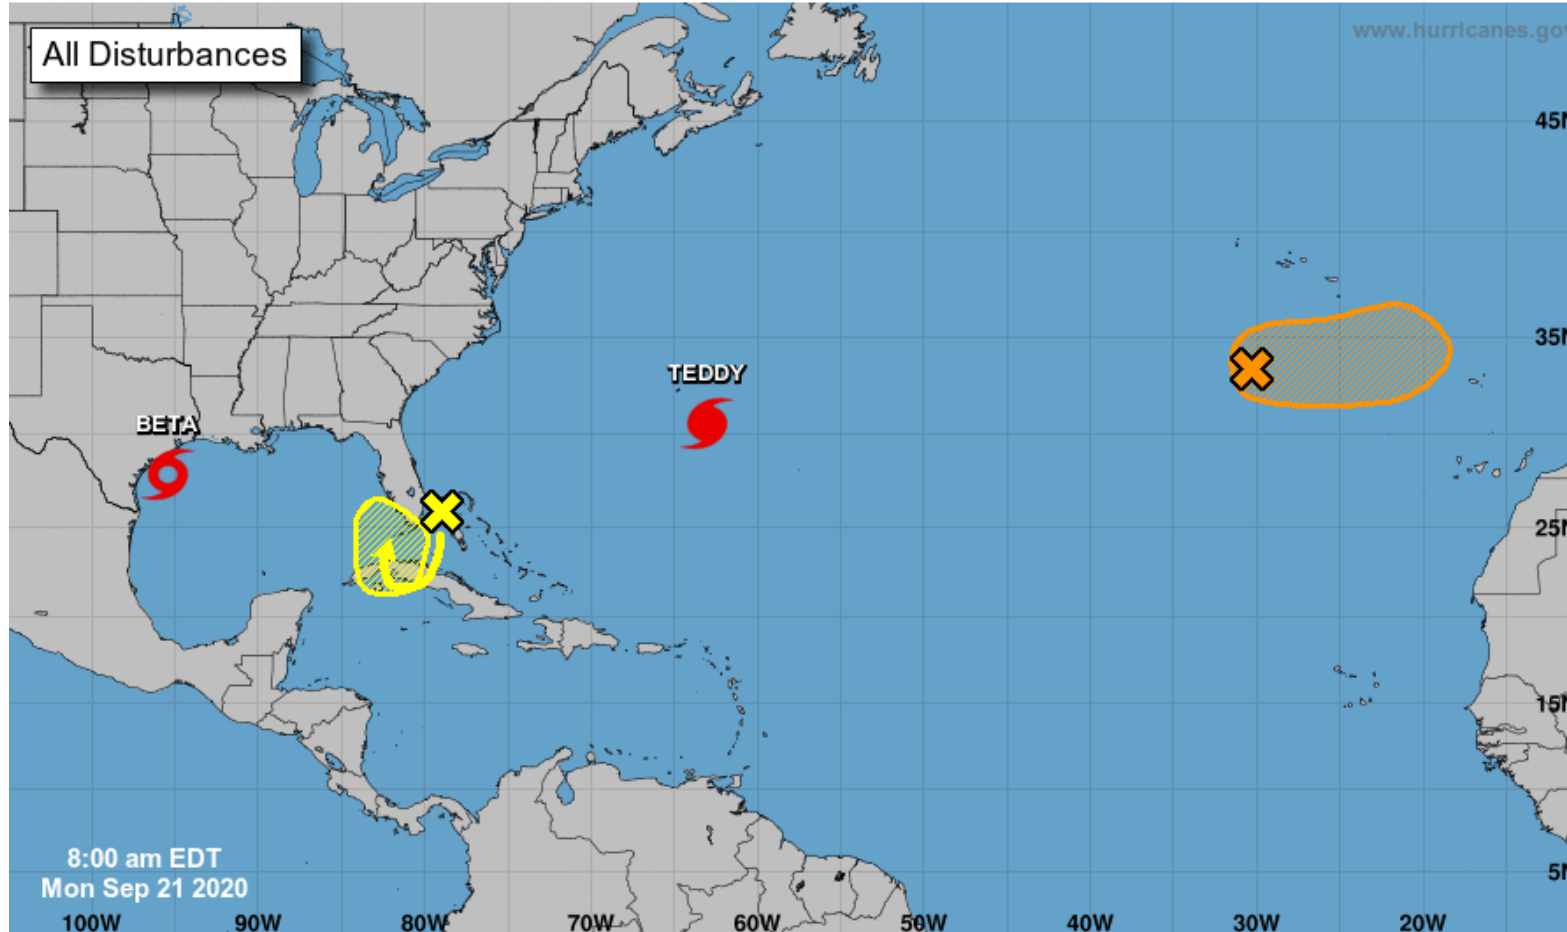 All Disturbances
www.hurricanes.gov
45N
35N
TEDDY
BETA
25N
15N
8:00 am EDT
Mon Sep 21 2020
5N
100W 90W 80W 70W 60W 50W 40W 30W 20W